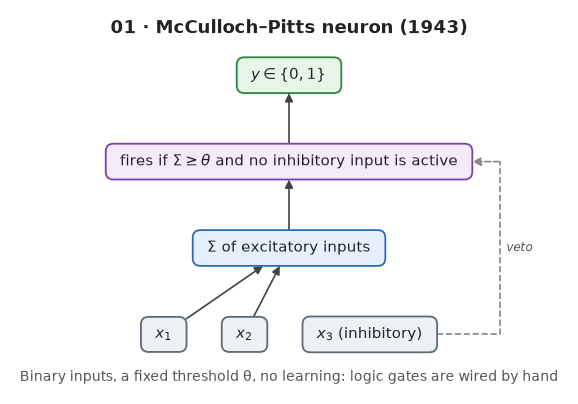 01 · McCulloch–Pitts neuron (1943)
y ∈ {0, 1}
fires if Σ ≥ θ and no inhibitory input is active
veto
Σ of excitatory inputs
x₁
x₂
x₃ (inhibitory)
Binary inputs, a fixed threshold θ, no learning: logic gates are wired by hand